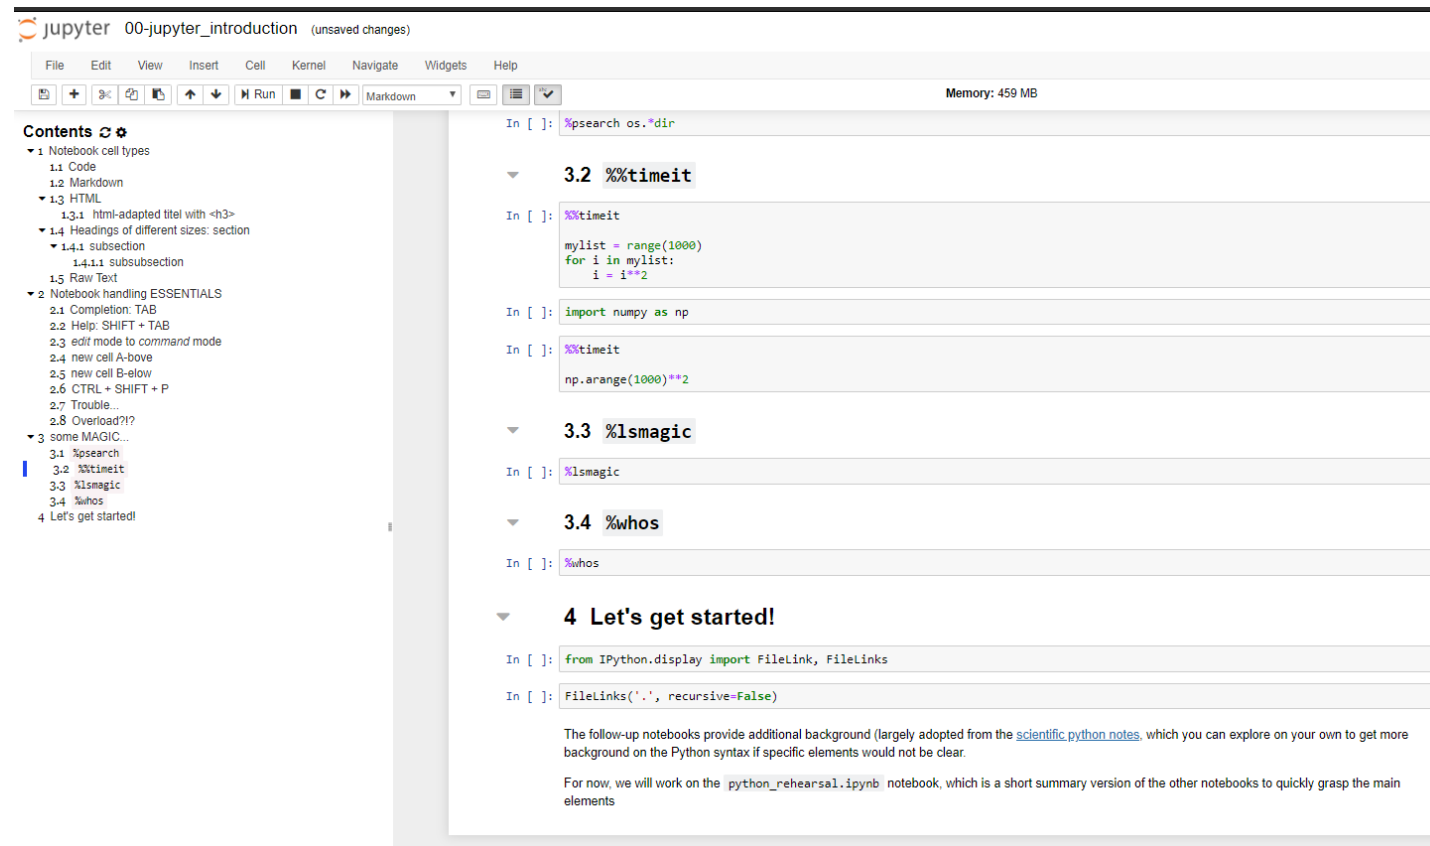 jupyter 00-jupyter_introduction (unsaved changes)
File Edit View Insert Cell Kernel Navigate Widgets Help
Run Markdown Memory: 459 MB
Contents
1 Notebook cell types
1.1 Code
1.2 Markdown
1.3 HTML
1.3.1 html-adapted titel with <h3>
1.4 Headings of different sizes: section
1.4.1 subsection
1.4.1.1 subsubsection
1.5 Raw Text
2 Notebook handling ESSENTIALS
2.1 Completion: TAB
2.2 Help: SHIFT + TAB
2.3 edit mode to command mode
2.4 new cell A-bove
2.5 new cell B-elow
2.6 CTRL + SHIFT + P
2.7 Trouble...
2.8 Overload?!?
3 some MAGIC...
3.1 %psearch
3.2 %%timeit
3.3 %lsmagic
3.4 %whos
4 Let's get started!
In [ ]: %psearch os.*dir
3.2 %%timeit
In [ ]: %%timeit
mylist = range(1000)
for i in mylist:
    i = i**2
In [ ]: import numpy as np
In [ ]: %%timeit
np.arange(1000)**2
3.3 %lsmagic
In [ ]: %lsmagic
3.4 %whos
In [ ]: %whos
4 Let's get started!
In [ ]: from IPython.display import FileLink, FileLinks
In [ ]: FileLinks('.', recursive=False)
The follow-up notebooks provide additional background (largely adopted from the scientific python notes, which you can explore on your own to get more
background on the Python syntax if specific elements would not be clear.
For now, we will work on the python_rehearsal.ipynb notebook, which is a short summary version of the other notebooks to quickly grasp the main
elements